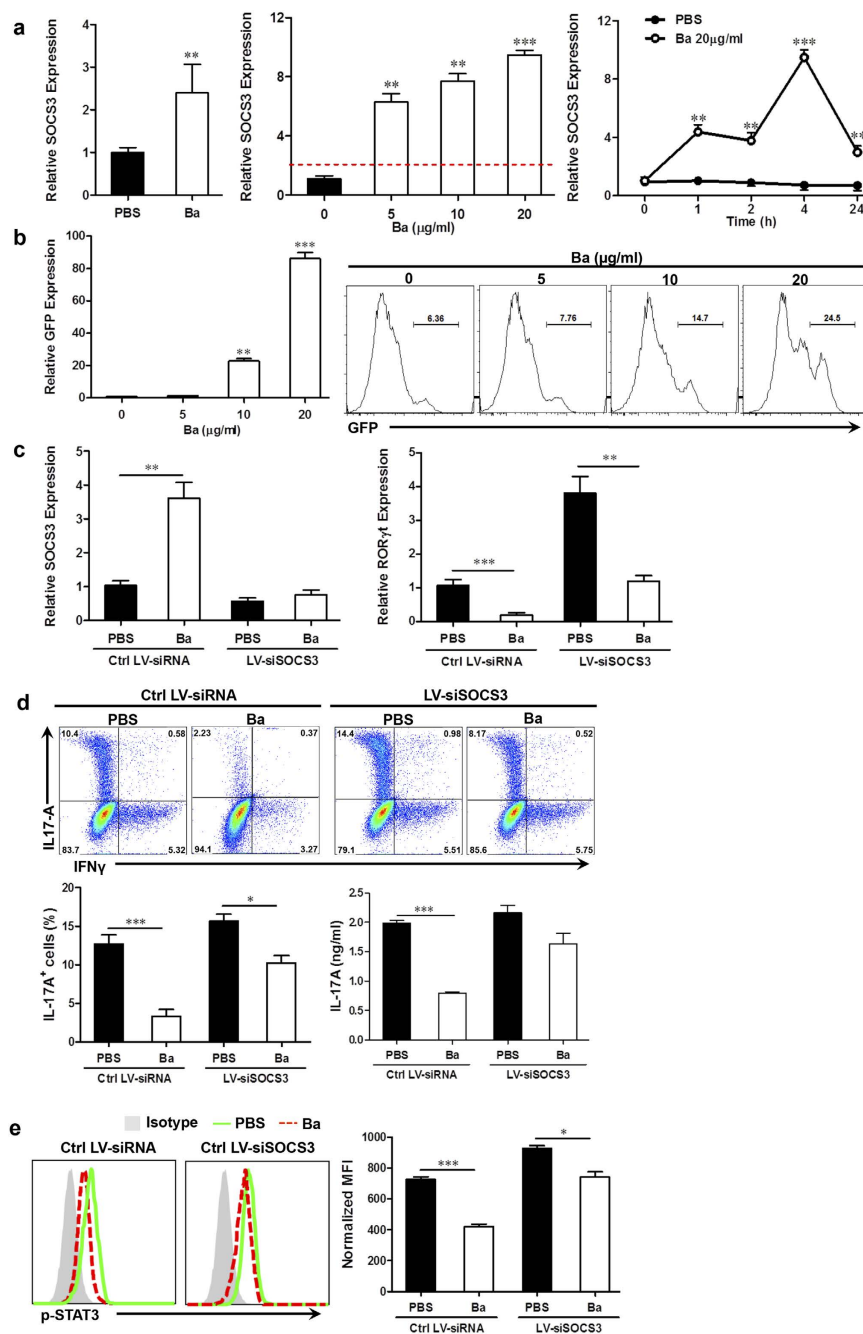 a
Relative SOCS3 Expression
4
3
2
1
0
**
PBS
Ba
Relative SOCS3 Expression
12
9
6
3
0
**
**
***
0
5
10
20
Ba (μg/ml)
PBS
Ba 20μg/ml
Relative SOCS3 Expression
12
8
4
0
**
**
***
**
0
1
2
4
24
Time (h)
b
Relative GFP Expression
100
80
60
40
20
0
**
***
0
5
10
20
Ba (μg/ml)
Ba (μg/ml)
0
5
10
20
6.36
7.76
14.7
24.5
GFP
c
Relative SOCS3 Expression
5
4
3
2
1
0
**
PBS
Ba
PBS
Ba
Ctrl LV-siRNA
LV-siSOCS3
Relative RORγt Expression
5
4
3
2
1
0
***
**
PBS
Ba
PBS
Ba
Ctrl LV-siRNA
LV-siSOCS3
d
Ctrl LV-siRNA
LV-siSOCS3
PBS
Ba
PBS
Ba
10.4
0.58
2.23
0.37
14.4
0.98
8.17
0.52
IL17-A
83.7
5.32
94.1
3.27
79.1
5.51
85.6
5.75
IFNγ
IL-17A+ cells (%)
20
15
10
5
0
***
*
PBS
Ba
PBS
Ba
Ctrl LV-siRNA
LV-siSOCS3
IL-17A (ng/ml)
2.5
2.0
1.5
1.0
0.5
0.0
***
PBS
Ba
PBS
Ba
Ctrl LV-siRNA
LV-siSOCS3
e
Isotype
PBS
Ba
Ctrl LV-siRNA
Ctrl LV-siSOCS3
p-STAT3
Normalized MFI
1000
800
600
400
200
0
***
*
PBS
Ba
PBS
Ba
Ctrl LV-siRNA
LV-siSOCS3